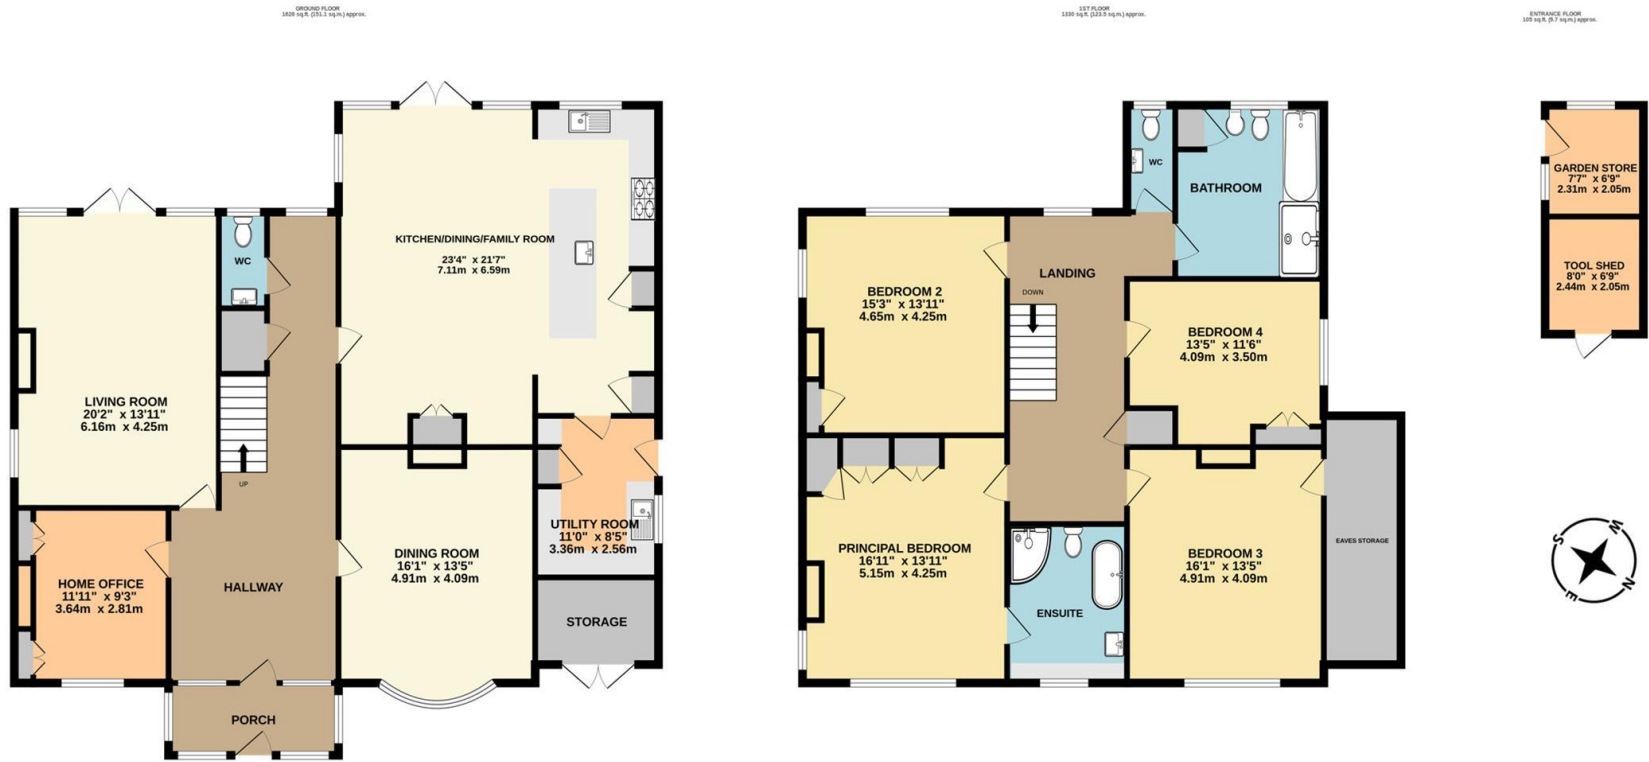 GROUND FLOOR
1626 sq.ft. (151.1 sq.m.) approx.
KITCHEN/DINING/FAMILY ROOM
23'4" x 21'7"
7.11m x 6.59m
WC
LIVING ROOM
20'2" x 13'11"
6.16m x 4.25m
UP
UTILITY ROOM
11'0" x 8'5"
3.36m x 2.56m
DINING ROOM
16'1" x 13'5"
4.91m x 4.09m
HOME OFFICE
11'11" x 9'3"
3.64m x 2.81m
HALLWAY
STORAGE
PORCH
1ST FLOOR
1330 sq.ft. (123.5 sq.m.) approx.
WC
BATHROOM
LANDING
DOWN
BEDROOM 2
15'3" x 13'11"
4.65m x 4.25m
BEDROOM 4
13'5" x 11'6"
4.09m x 3.50m
PRINCIPAL BEDROOM
16'11" x 13'11"
5.15m x 4.25m
BEDROOM 3
16'1" x 13'5"
4.91m x 4.09m
EAVES STORAGE
ENSUITE
ENTRANCE FLOOR
105 sq.ft. (9.7 sq.m.) approx.
GARDEN STORE
7'7" x 6'9"
2.31m x 2.05m
TOOL SHED
8'0" x 6'9"
2.44m x 2.05m
S
W
E
N